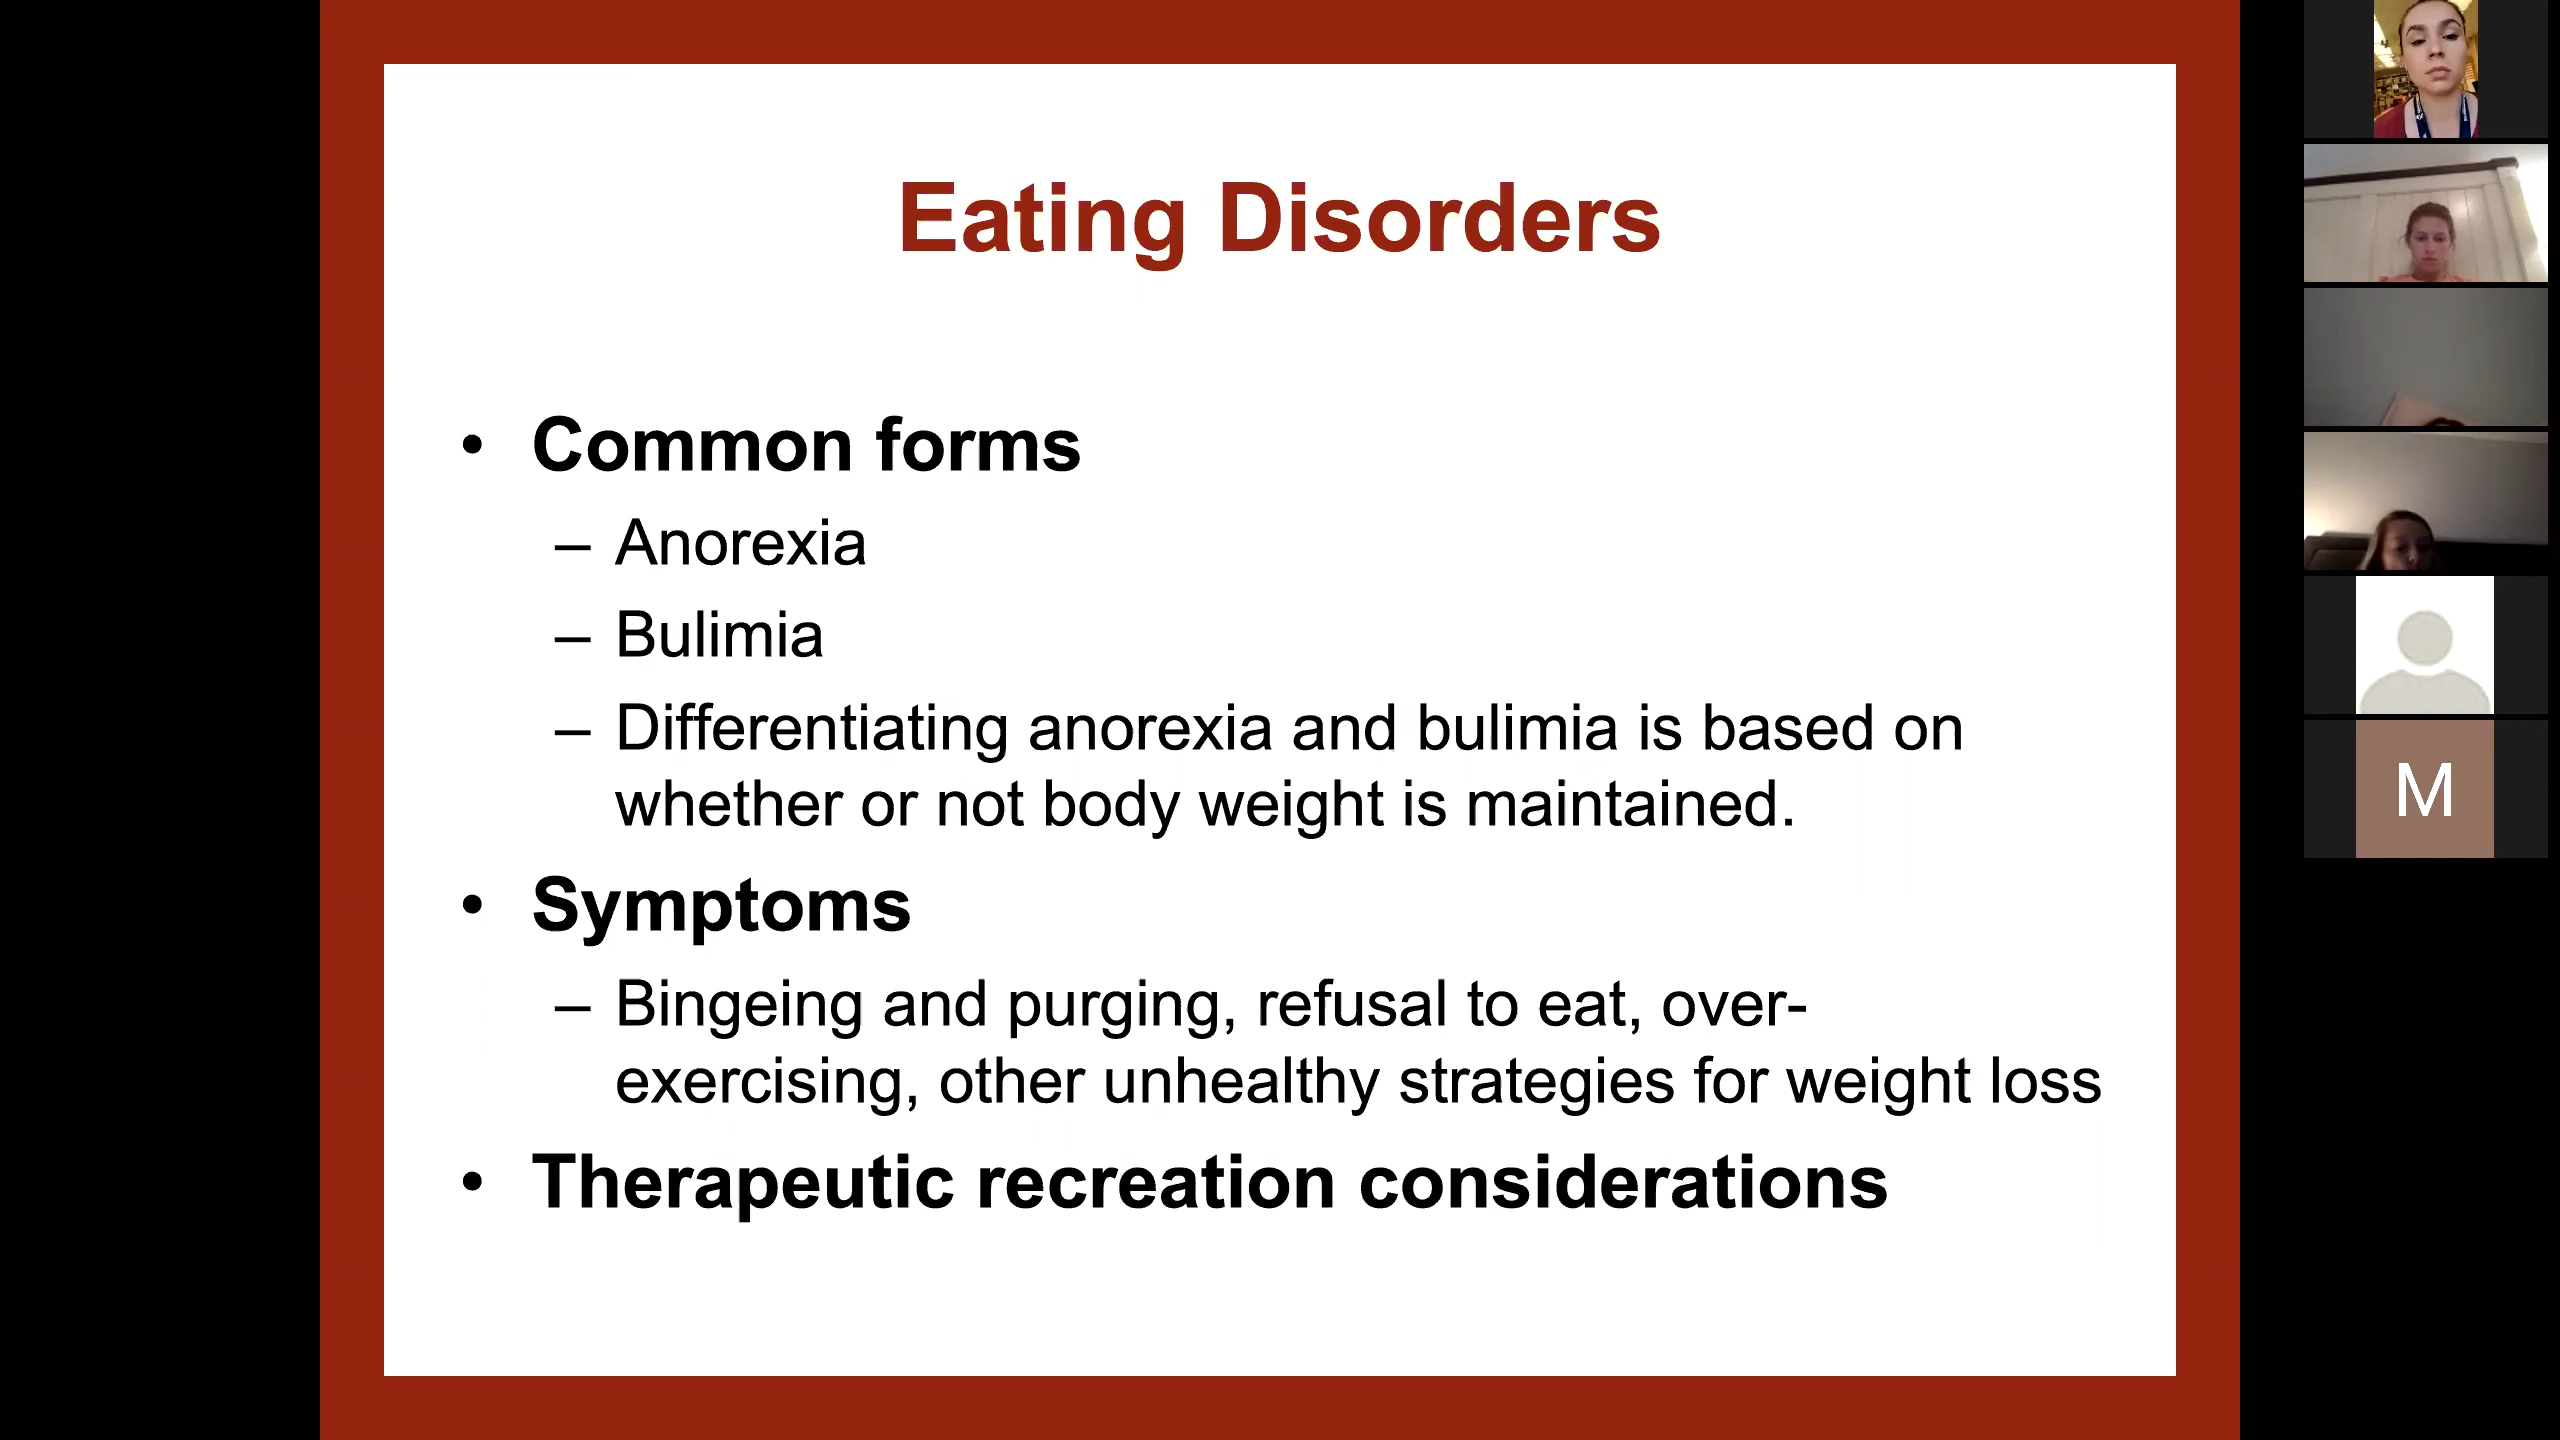 Eating Disorders
• Common forms
– Anorexia
– Bulimia
– Differentiating anorexia and bulimia is based on
whether or not body weight is maintained.
• Symptoms
– Bingeing and purging, refusal to eat, over-
exercising, other unhealthy strategies for weight loss
• Therapeutic recreation considerations
M